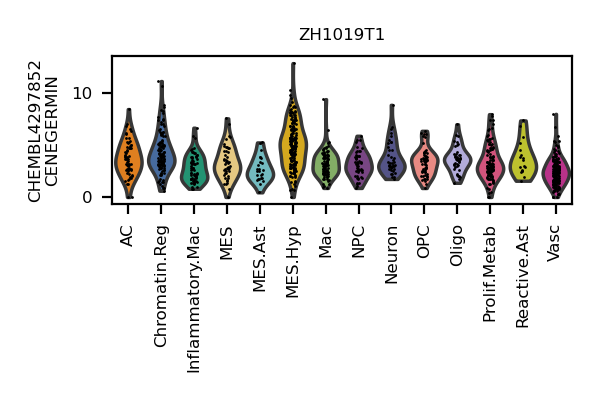 ZH1019T1
CHEMBL4297852
CENEGERMIN
10
0
AC
Chromatin.Reg
Inflammatory.Mac
MES
MES.Ast
MES.Hyp
Mac
NPC
Neuron
OPC
Oligo
Prolif.Metab
Reactive.Ast
Vasc